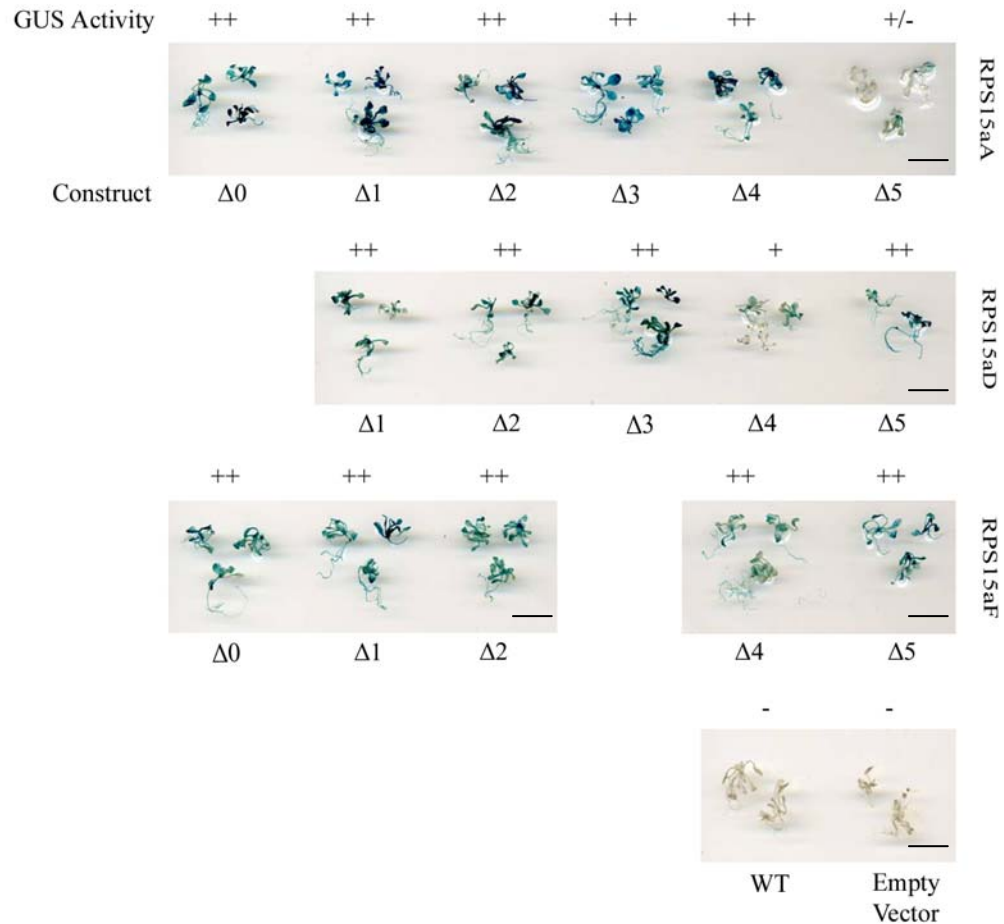 GUS Activity ++ ++ ++ ++ ++ +/-
RPS15aA
Construct Δ0 Δ1 Δ2 Δ3 Δ4 Δ5
++ ++ ++ + ++
RPS15aD
Δ1 Δ2 Δ3 Δ4 Δ5
++ ++ ++ ++ ++
RPS15aF
Δ0 Δ1 Δ2 Δ4 Δ5
- -
WT Empty
Vector